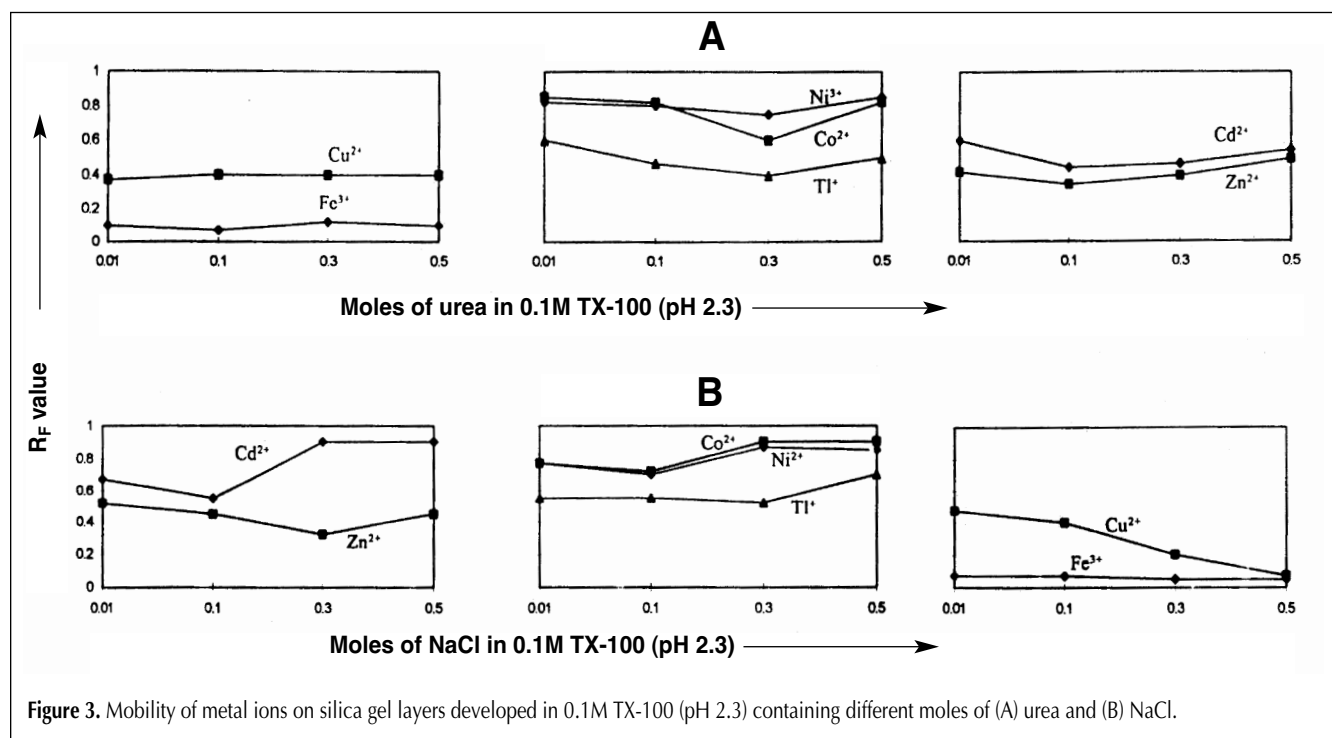 A
1
0.8
0.6
0.4
0.2
0
Cu²⁺
Fe³⁺
0.01 0.1 0.3 0.5
Ni³⁺
Co²⁺
Tl⁺
0.01 0.1 0.3 0.5
Cd²⁺
Zn²⁺
0.01 0.1 0.3 0.5
Moles of urea in 0.1M TX-100 (pH 2.3)
R_F value
B
1
0.8
0.6
0.4
0.2
0
Cd²⁺
Zn²⁺
0.01 0.1 0.3 0.5
Co²⁺
Ni²⁺
Tl⁺
0.01 0.1 0.3 0.5
Cu²⁺
Fe³⁺
0.01 0.1 0.3 0.5
Moles of NaCl in 0.1M TX-100 (pH 2.3)
Figure 3. Mobility of metal ions on silica gel layers developed in 0.1M TX-100 (pH 2.3) containing different moles of (A) urea and (B) NaCl.